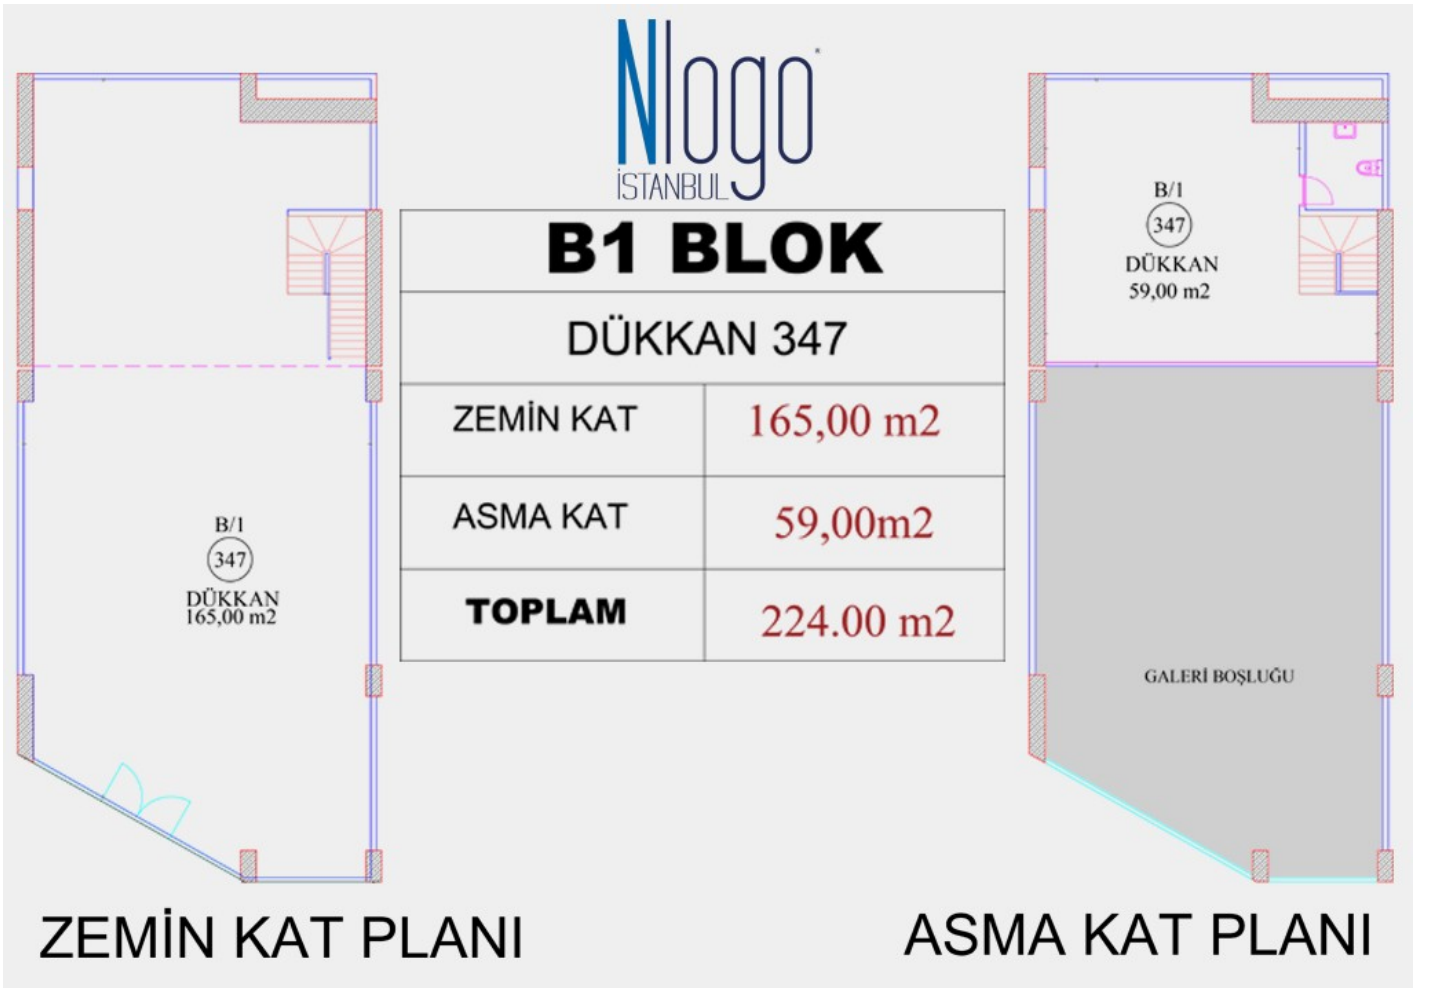 Nlogo
İSTANBUL
B1 BLOK
DÜKKAN 347
ZEMİN KAT 165,00 m2
ASMA KAT 59,00m2
TOPLAM 224.00 m2
B/1
347
DÜKKAN
165,00 m2
ZEMİN KAT PLANI
B/1
347
DÜKKAN
59,00 m2
GALERİ BOŞLUĞU
ASMA KAT PLANI